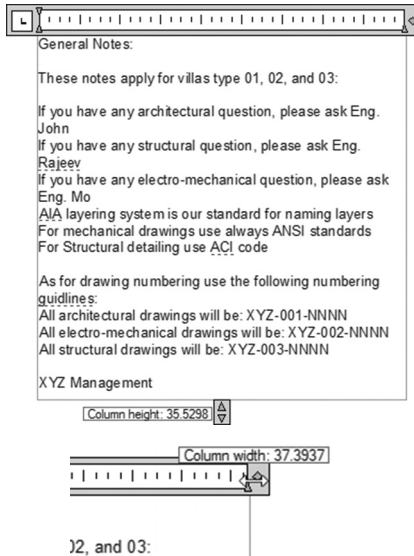 General Notes:
These notes apply for villas type 01, 02, and 03:
If you have any architectural question, please ask Eng.
John
If you have any structural question, please ask Eng.
Rajeev
If you have any electro-mechanical question, please ask
Eng. Mo
AIA layering system is our standard for naming layers
For mechanical drawings use always ANSI standards
For Structural detailing use ACI code
As for drawing numbering use the following numbering
guidlines:
All architectural drawings will be: XYZ-001-NNNN
All electro-mechanical drawings will be: XYZ-002-NNNN
All structural drawings will be: XYZ-003-NNNN
XYZ Management
Column height: 35.5298
Column width: 37.3937
02, and 03: